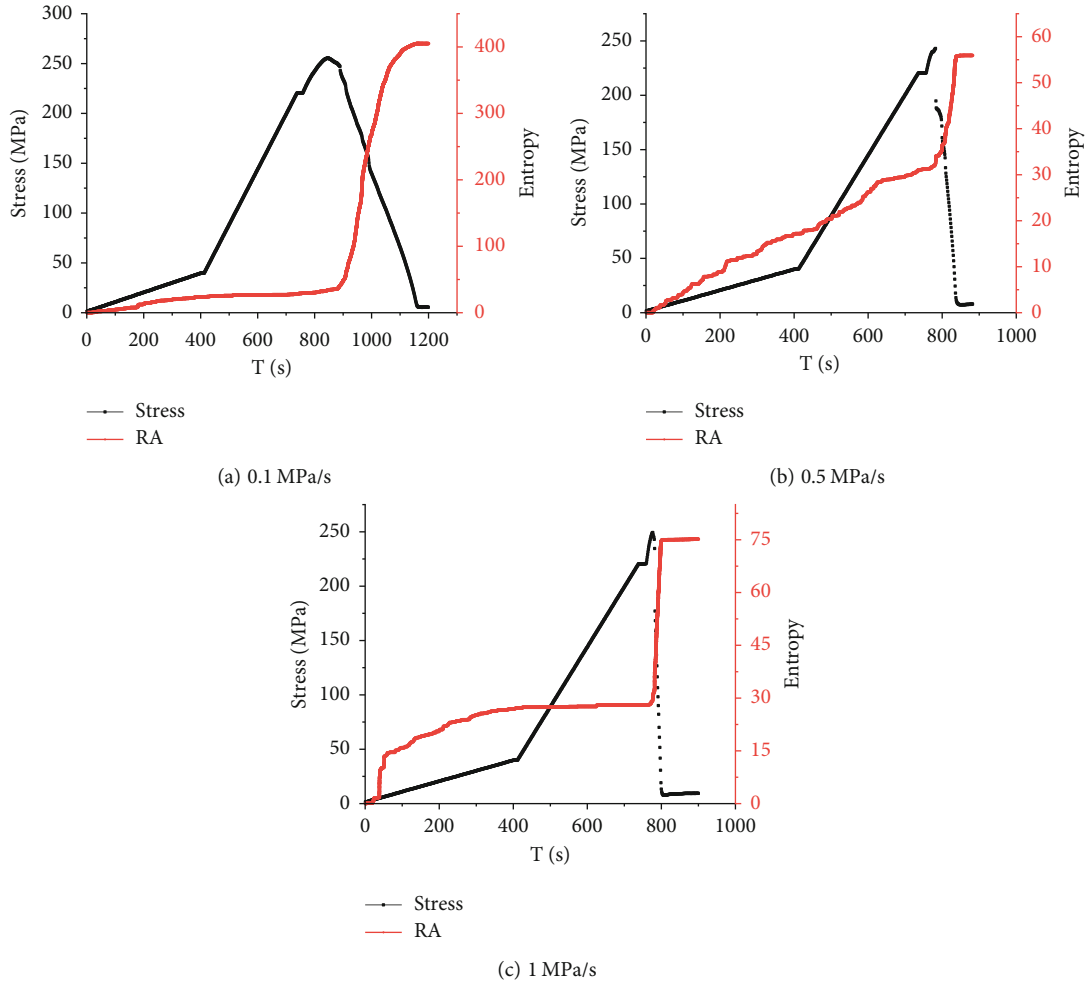 300
250
200
150
100
50
0
Stress (MPa)
400
300
200
100
0
Entropy
0 200 400 600 800 1000 1200
T (s)
Stress
RA
(a) 0.1 MPa/s
250
200
150
100
50
0
Stress (MPa)
60
50
40
30
20
10
0
Entropy
0 200 400 600 800 1000
T (s)
Stress
RA
(b) 0.5 MPa/s
250
200
150
100
50
0
Stress (MPa)
75
60
45
30
15
0
Entropy
0 200 400 600 800 1000
T (s)
Stress
RA
(c) 1 MPa/s